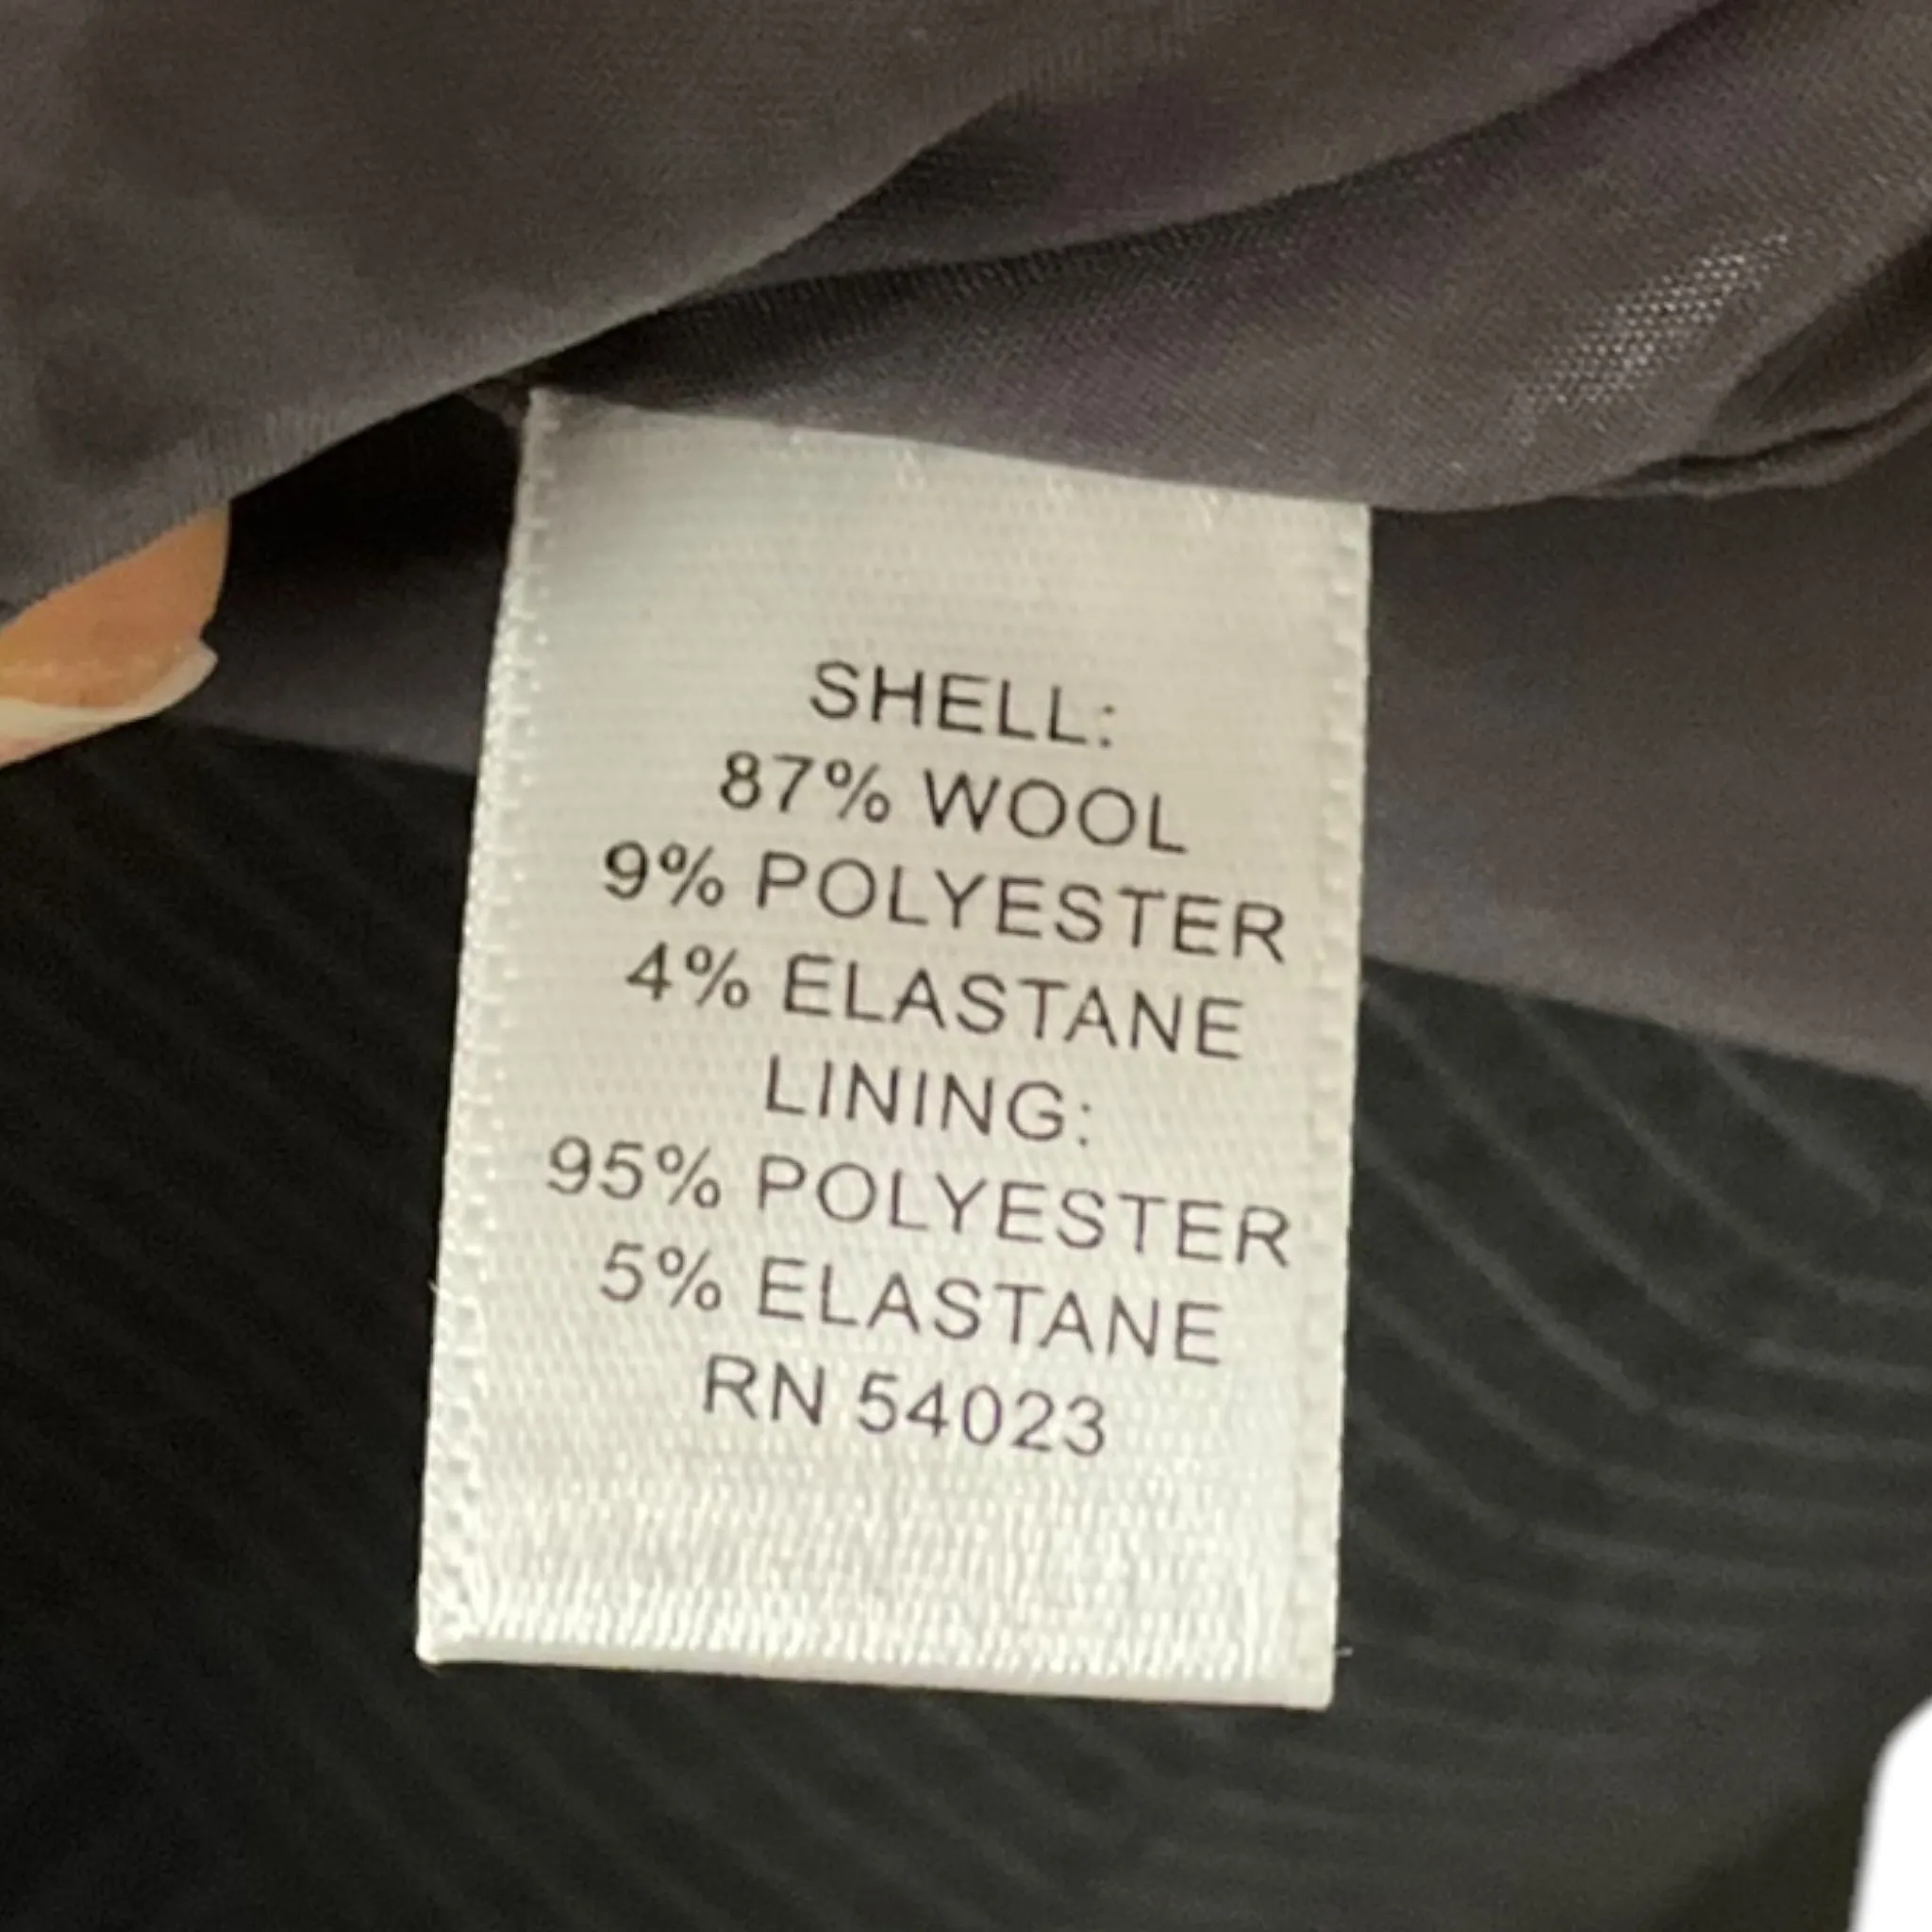 SHELL:
87% WOOL
9% POLYESTER
4% ELASTANE
LINING:
95% POLYESTER
5% ELASTANE
RN 54023